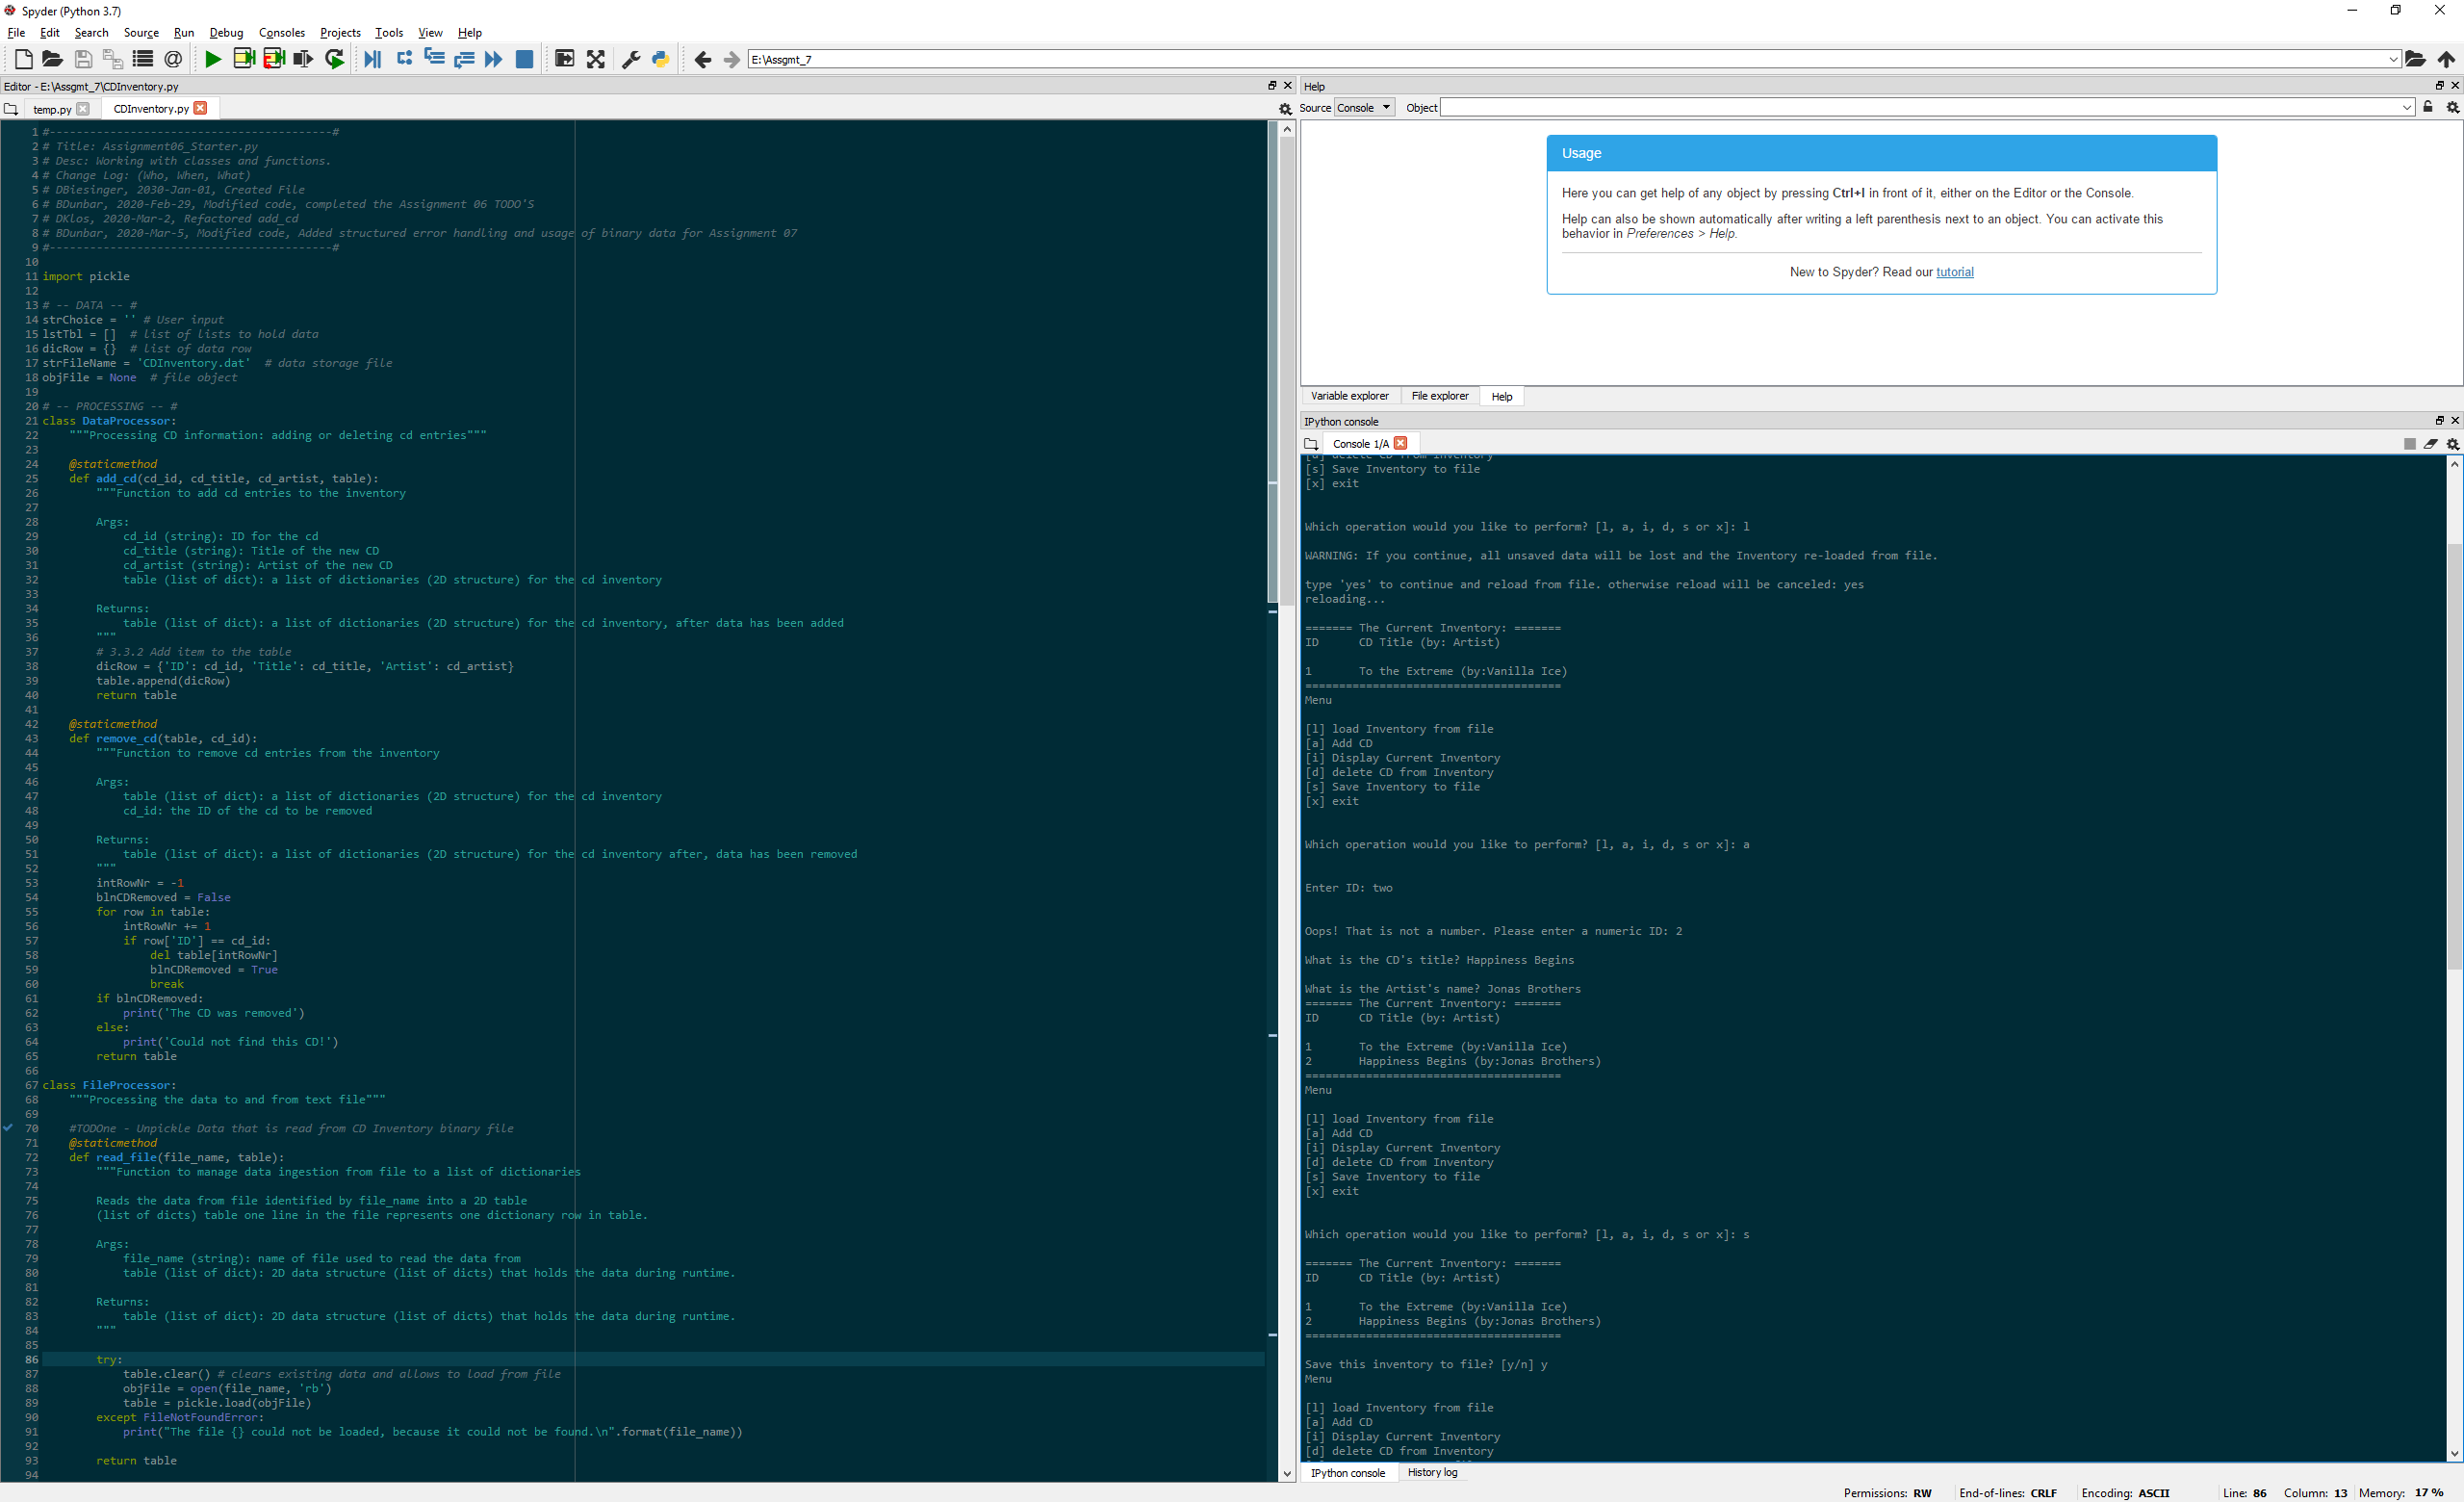 Spyder (Python 3.7)
File Edit Search Source Run Debug Consoles Projects Tools View Help
E:\Assgmt_7
Editor - E:\Assgmt_7\CDInventory.py
temp.py CDInventory.py
1 #------------------------------------------#
2 # Title: Assignment06_Starter.py
3 # Desc: Working with classes and functions.
4 # Change Log: (Who, When, What)
5 # DBiesinger, 2030-Jan-01, Created File
6 # BDunbar, 2020-Feb-29, Modified code, completed the Assignment 06 TODO'S
7 # DKlos, 2020-Mar-2, Refactored add_cd
8 # BDunbar, 2020-Mar-5, Modified code, Added structured error handling and usage of binary data for Assignment 07
9 #------------------------------------------#
10
11 import pickle
12
13 # -- DATA -- #
14 strChoice = '' # User input
15 lstTbl = []  # list of lists to hold data
16 dicRow = {}  # list of data row
17 strFileName = 'CDInventory.dat'  # data storage file
18 objFile = None  # file object
19
20 # -- PROCESSING -- #
21 class DataProcessor:
22     """Processing CD information: adding or deleting cd entries"""
23
24     @staticmethod
25     def add_cd(cd_id, cd_title, cd_artist, table):
26         """Function to add cd entries to the inventory
27
28         Args:
29             cd_id (string): ID for the cd
30             cd_title (string): Title of the new CD
31             cd_artist (string): Artist of the new CD
32             table (list of dict): a list of dictionaries (2D structure) for the cd inventory
33
34         Returns:
35             table (list of dict): a list of dictionaries (2D structure) for the cd inventory, after data has been added
36         """
37         # 3.3.2 Add item to the table
38         dicRow = {'ID': cd_id, 'Title': cd_title, 'Artist': cd_artist}
39         table.append(dicRow)
40         return table
41
42     @staticmethod
43     def remove_cd(table, cd_id):
44         """Function to remove cd entries from the inventory
45
46         Args:
47             table (list of dict): a list of dictionaries (2D structure) for the cd inventory
48             cd_id: the ID of the cd to be removed
49
50         Returns:
51             table (list of dict): a list of dictionaries (2D structure) for the cd inventory after, data has been removed
52         """
53         intRowNr = -1
54         blnCDRemoved = False
55         for row in table:
56             intRowNr += 1
57             if row['ID'] == cd_id:
58                 del table[intRowNr]
59                 blnCDRemoved = True
60                 break
61         if blnCDRemoved:
62             print('The CD was removed')
63         else:
64             print('Could not find this CD!')
65         return table
66
67 class FileProcessor:
68     """Processing the data to and from text file"""
69
70     #TODOne - Unpickle Data that is read from CD Inventory binary file
71     @staticmethod
72     def read_file(file_name, table):
73         """Function to manage data ingestion from file to a list of dictionaries
74
75         Reads the data from file identified by file_name into a 2D table
76         (list of dicts) table one line in the file represents one dictionary row in table.
77
78         Args:
79             file_name (string): name of file used to read the data from
80             table (list of dict): 2D data structure (list of dicts) that holds the data during runtime.
81
82         Returns:
83             table (list of dict): 2D data structure (list of dicts) that holds the data during runtime.
84         """
85
86         try:
87             table.clear() # clears existing data and allows to load from file
88             objFile = open(file_name, 'rb')
89             table = pickle.load(objFile)
90         except FileNotFoundError:
91             print("The file {} could not be loaded, because it could not be found.\n".format(file_name))
92
93         return table
94
Help
Source Console Object
Usage
Here you can get help of any object by pressing Ctrl+I in front of it, either on the Editor or the Console.
Help can also be shown automatically after writing a left parenthesis next to an object. You can activate this
behavior in Preferences > Help.
New to Spyder? Read our tutorial
Variable explorer File explorer Help
IPython console
Console 1/A
[d] delete CD from Inventory
[s] Save Inventory to file
[x] exit
Which operation would you like to perform? [l, a, i, d, s or x]: l
WARNING: If you continue, all unsaved data will be lost and the Inventory re-loaded from file.
type 'yes' to continue and reload from file. otherwise reload will be canceled: yes
reloading...
======= The Current Inventory: =======
ID      CD Title (by: Artist)
1       To the Extreme (by:Vanilla Ice)
======================================
Menu
[l] load Inventory from file
[a] Add CD
[i] Display Current Inventory
[d] delete CD from Inventory
[s] Save Inventory to file
[x] exit
Which operation would you like to perform? [l, a, i, d, s or x]: a
Enter ID: two
Oops! That is not a number. Please enter a numeric ID: 2
What is the CD's title? Happiness Begins
What is the Artist's name? Jonas Brothers
======= The Current Inventory: =======
ID      CD Title (by: Artist)
1       To the Extreme (by:Vanilla Ice)
2       Happiness Begins (by:Jonas Brothers)
======================================
Menu
[l] load Inventory from file
[a] Add CD
[i] Display Current Inventory
[d] delete CD from Inventory
[s] Save Inventory to file
[x] exit
Which operation would you like to perform? [l, a, i, d, s or x]: s
======= The Current Inventory: =======
ID      CD Title (by: Artist)
1       To the Extreme (by:Vanilla Ice)
2       Happiness Begins (by:Jonas Brothers)
======================================
Save this inventory to file? [y/n] y
Menu
[l] load Inventory from file
[a] Add CD
[i] Display Current Inventory
[d] delete CD from Inventory
IPython console History log
Permissions: RW End-of-lines: CRLF Encoding: ASCII Line: 86 Column: 13 Memory: 17 %